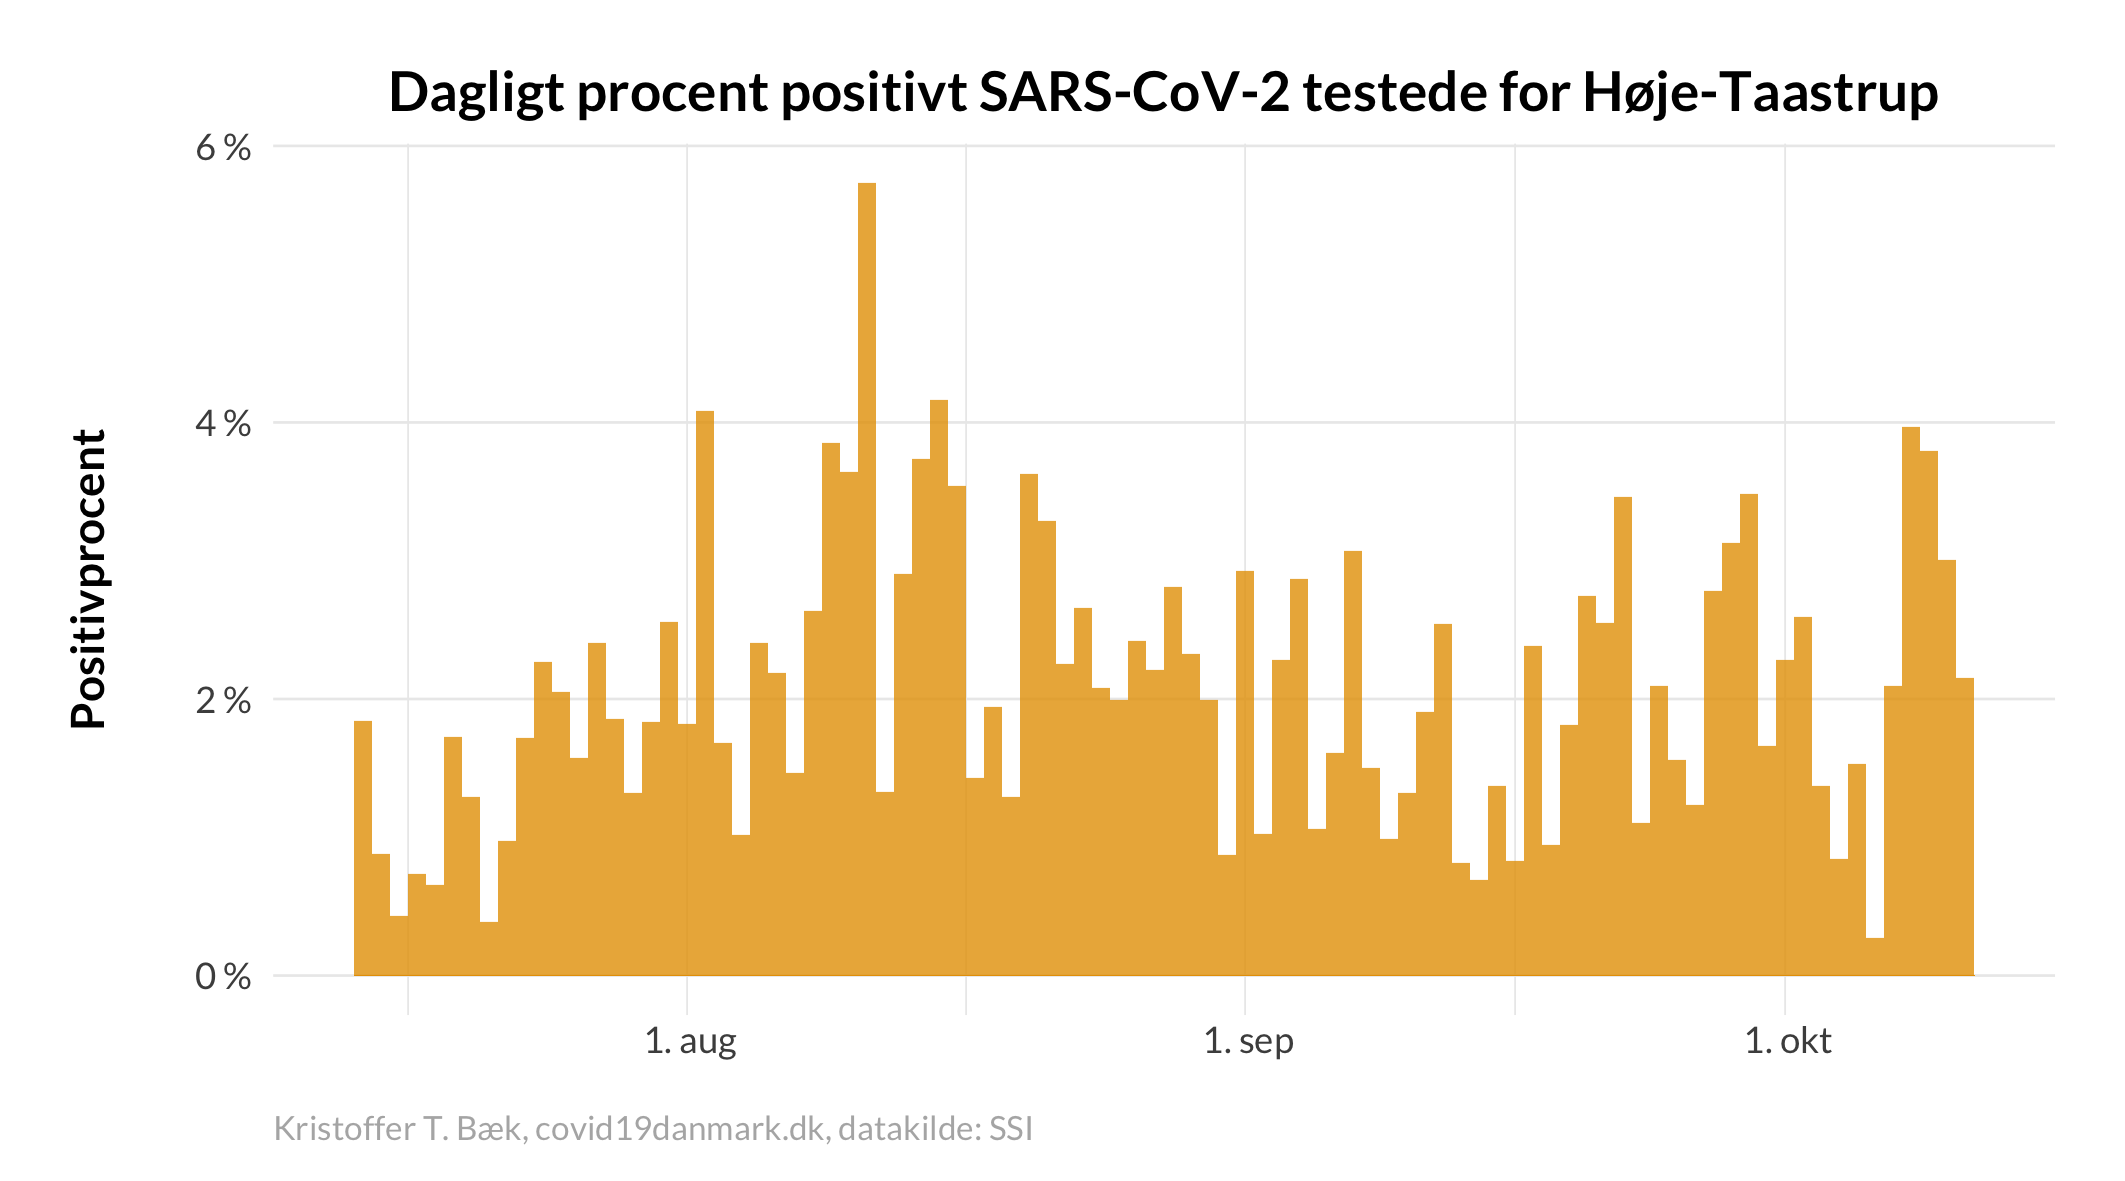 Dagligt procent positivt SARS-CoV-2 testede for Høje-Taastrup
6 %
4 %
2 %
0 %
Positivprocent
1. aug
1. sep
1. okt
Kristoffer T. Bæk, covid19danmark.dk, datakilde: SSI